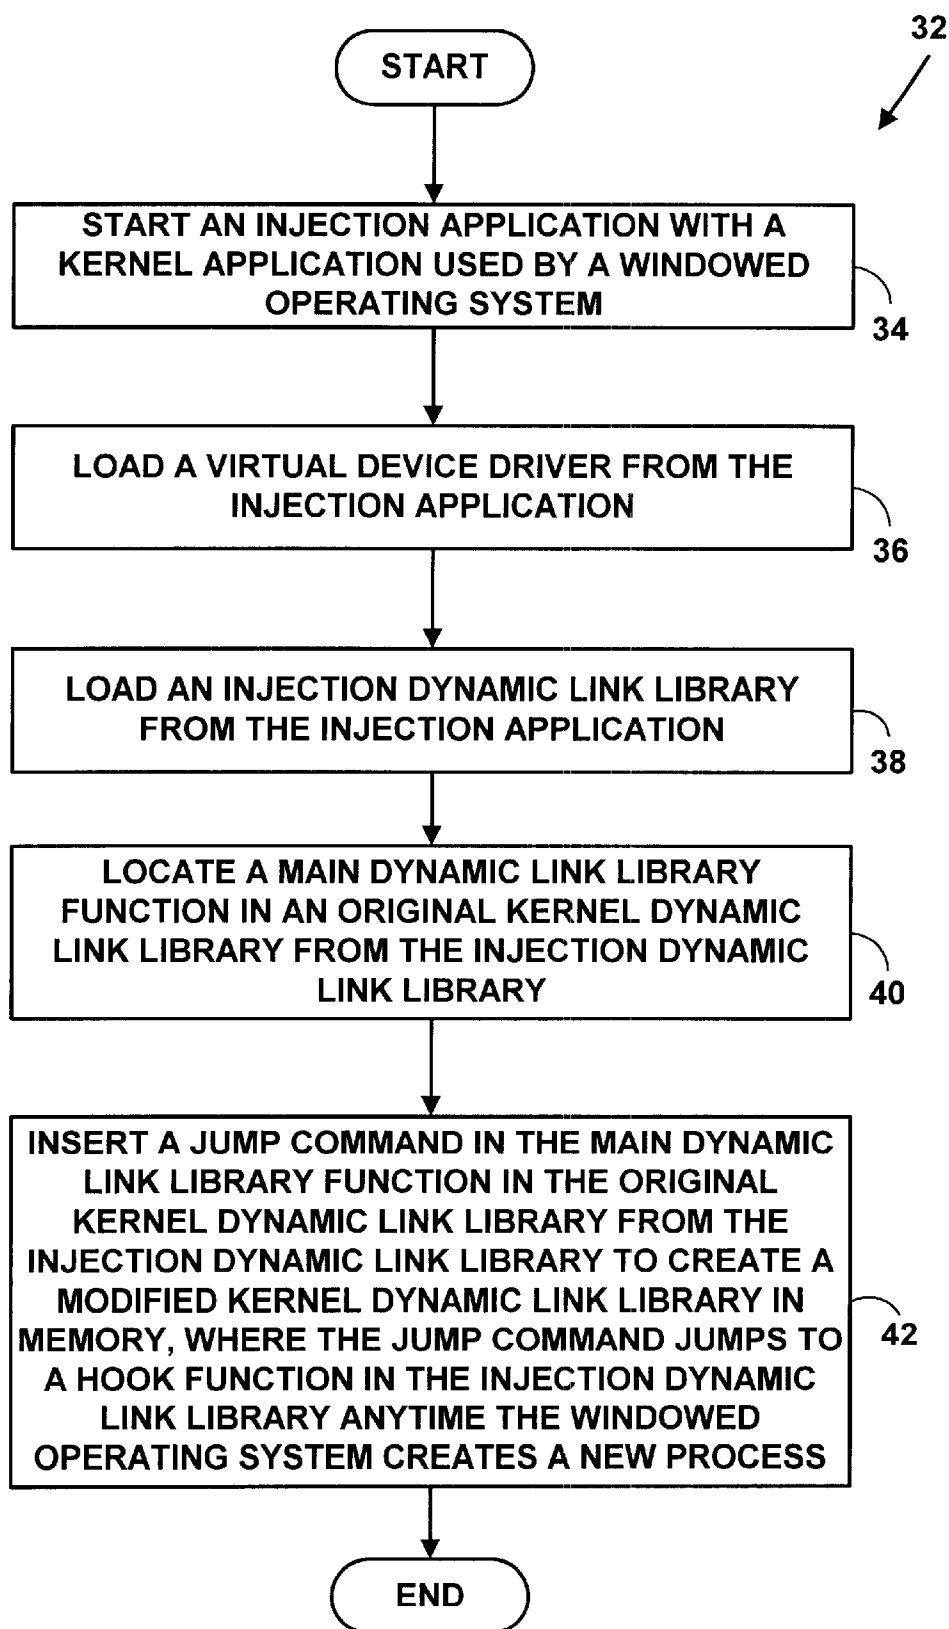 32
START
START AN INJECTION APPLICATION WITH A
KERNEL APPLICATION USED BY A WINDOWED
OPERATING SYSTEM
34
LOAD A VIRTUAL DEVICE DRIVER FROM THE
INJECTION APPLICATION
36
LOAD AN INJECTION DYNAMIC LINK LIBRARY
FROM THE INJECTION APPLICATION
38
LOCATE A MAIN DYNAMIC LINK LIBRARY
FUNCTION IN AN ORIGINAL KERNEL DYNAMIC
LINK LIBRARY FROM THE INJECTION DYNAMIC
LINK LIBRARY
40
INSERT A JUMP COMMAND IN THE MAIN DYNAMIC
LINK LIBRARY FUNCTION IN THE ORIGINAL
KERNEL DYNAMIC LINK LIBRARY FROM THE
INJECTION DYNAMIC LINK LIBRARY TO CREATE A
MODIFIED KERNEL DYNAMIC LINK LIBRARY IN
MEMORY, WHERE THE JUMP COMMAND JUMPS TO
A HOOK FUNCTION IN THE INJECTION DYNAMIC
LINK LIBRARY ANYTIME THE WINDOWED
OPERATING SYSTEM CREATES A NEW PROCESS
42
END